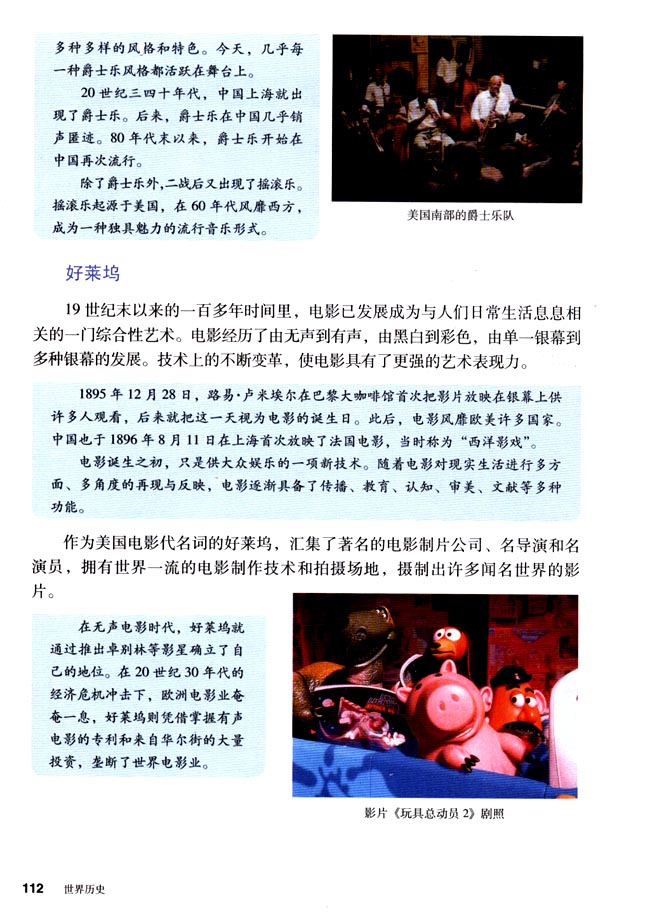 多种多样的风格和特色。今天，几乎每
一种爵士乐风格都活跃在舞台上。
20 世纪三四十年代，中国上海就出
现了爵士乐。后来，爵士乐在中国几乎销
声匿迹。80 年代末以来，爵士乐开始在
中国再次流行。
除了爵士乐外，二战后又出现了摇滚乐。
摇滚乐起源于美国，在 60 年代风靡西方，
成为一种独具魅力的流行音乐形式。
美国南部的爵士乐队
好莱坞
19 世纪末以来的一百多年时间里，电影已发展成为与人们日常生活息息相
关的一门综合性艺术。电影经历了由无声到有声，由黑白到彩色，由单一银幕到
多种银幕的发展。技术上的不断变革，使电影具有了更强的艺术表现力。
1895 年 12 月 28 日，路易·卢米埃尔在巴黎大咖啡馆首次把影片放映在银幕上供
许多人观看，后来就把这一天视为电影的诞生日。此后，电影风靡欧美许多国家。
中国也于 1896 年 8 月 11 日在上海首次放映了法国电影，当时称为“西洋影戏”。
电影诞生之初，只是供大众娱乐的一项新技术。随着电影对现实生活进行多方
面、多角度的再现与反映，电影逐渐具备了传播、教育、认知、审美、文献等多种
功能。
作为美国电影代名词的好莱坞，汇集了著名的电影制片公司、名导演和名
演员，拥有世界一流的电影制作技术和拍摄场地，摄制出许多闻名世界的影
片。
在无声电影时代，好莱坞就
通过推出卓别林等影星确立了自
己的地位。在 20 世纪 30 年代的
经济危机冲击下，欧洲电影业奄
奄一息，好莱坞则凭借掌握有声
电影的专利和来自华尔街的大量
投资，垄断了世界电影业。
影片《玩具总动员 2》剧照
112 世界历史